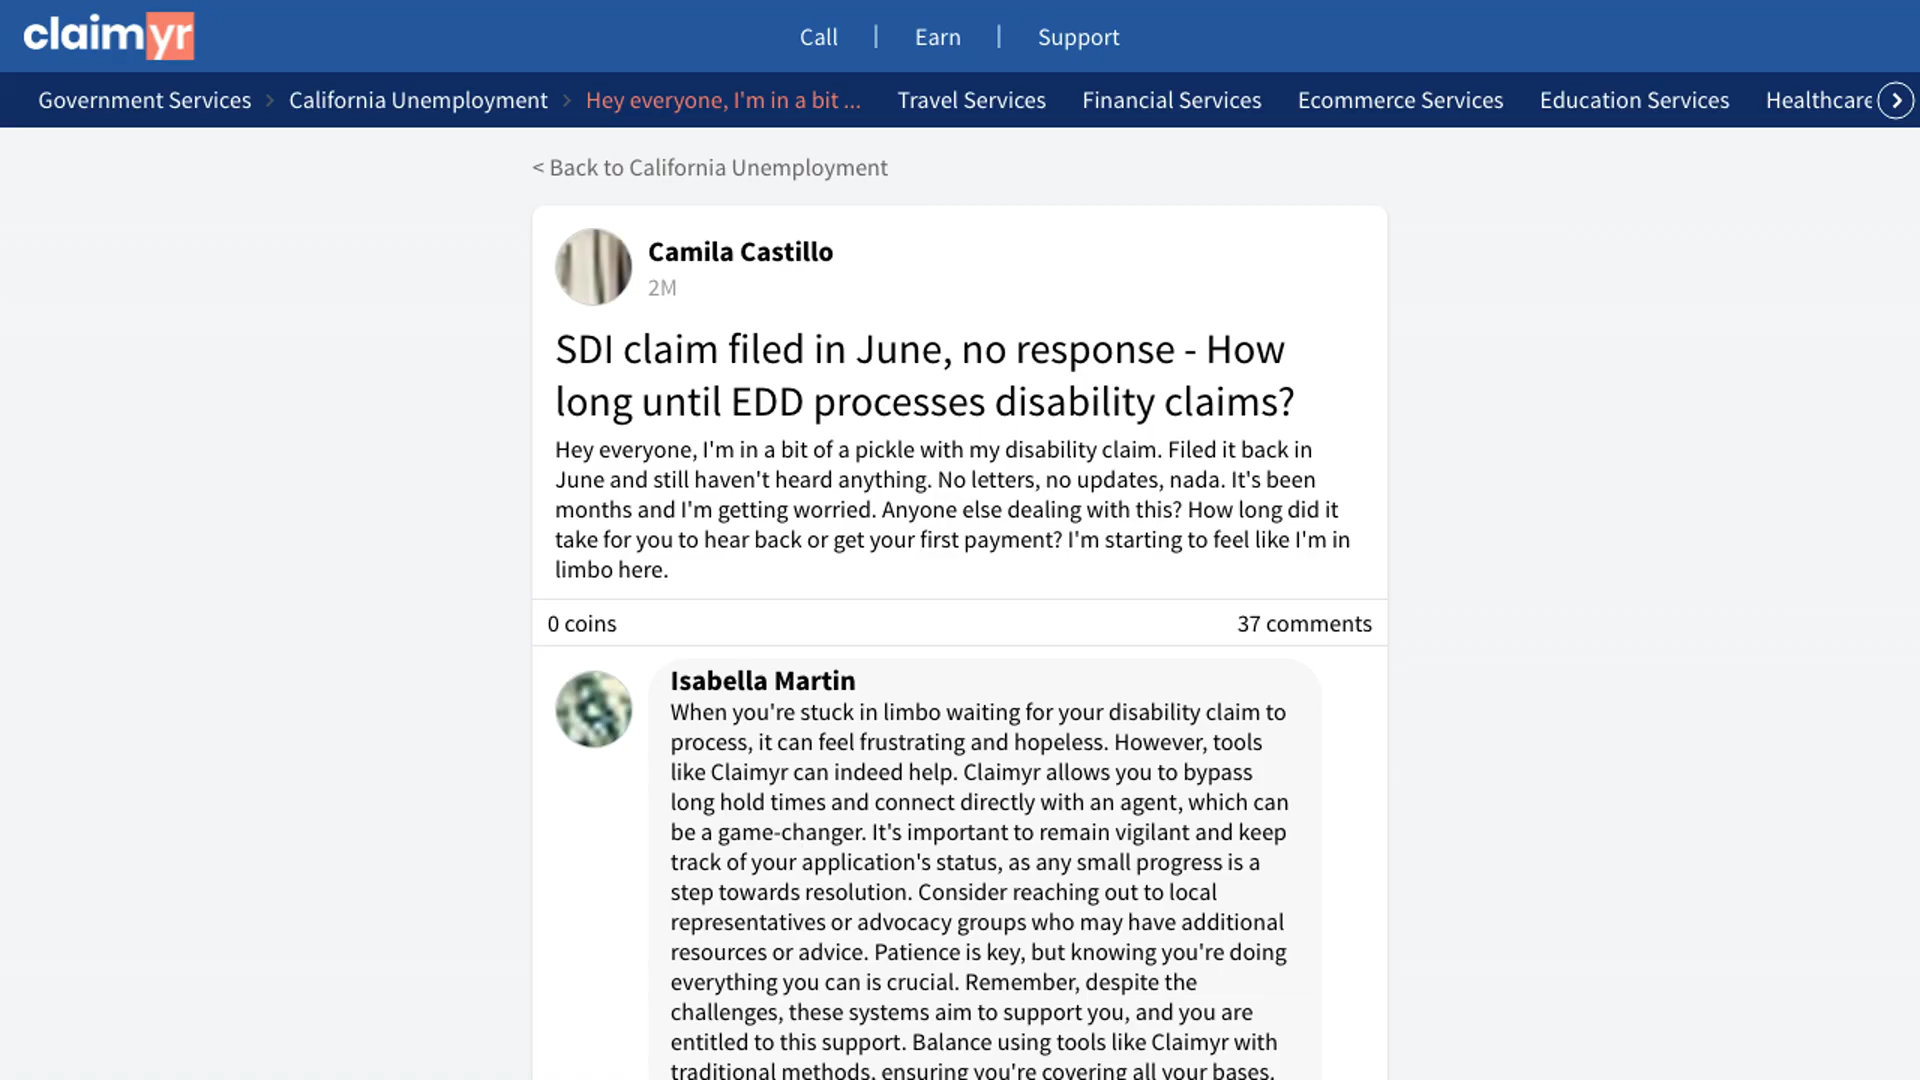 claimyr
Call | Earn | Support
Government Services > California Unemployment > Hey everyone, I'm in a bit ... Travel Services Financial Services Ecommerce Services Education Services Healthcare
< Back to California Unemployment
Camila Castillo
2M
SDI claim filed in June, no response - How
long until EDD processes disability claims?
Hey everyone, I'm in a bit of a pickle with my disability claim. Filed it back in
June and still haven't heard anything. No letters, no updates, nada. It's been
months and I'm getting worried. Anyone else dealing with this? How long did it
take for you to hear back or get your first payment? I'm starting to feel like I'm in
limbo here.
0 coins 37 comments
Isabella Martin
When you're stuck in limbo waiting for your disability claim to
process, it can feel frustrating and hopeless. However, tools
like Claimyr can indeed help. Claimyr allows you to bypass
long hold times and connect directly with an agent, which can
be a game-changer. It's important to remain vigilant and keep
track of your application's status, as any small progress is a
step towards resolution. Consider reaching out to local
representatives or advocacy groups who may have additional
resources or advice. Patience is key, but knowing you're doing
everything you can is crucial. Remember, despite the
challenges, these systems aim to support you, and you are
entitled to this support. Balance using tools like Claimyr with
traditional methods, ensuring you're covering all your bases.